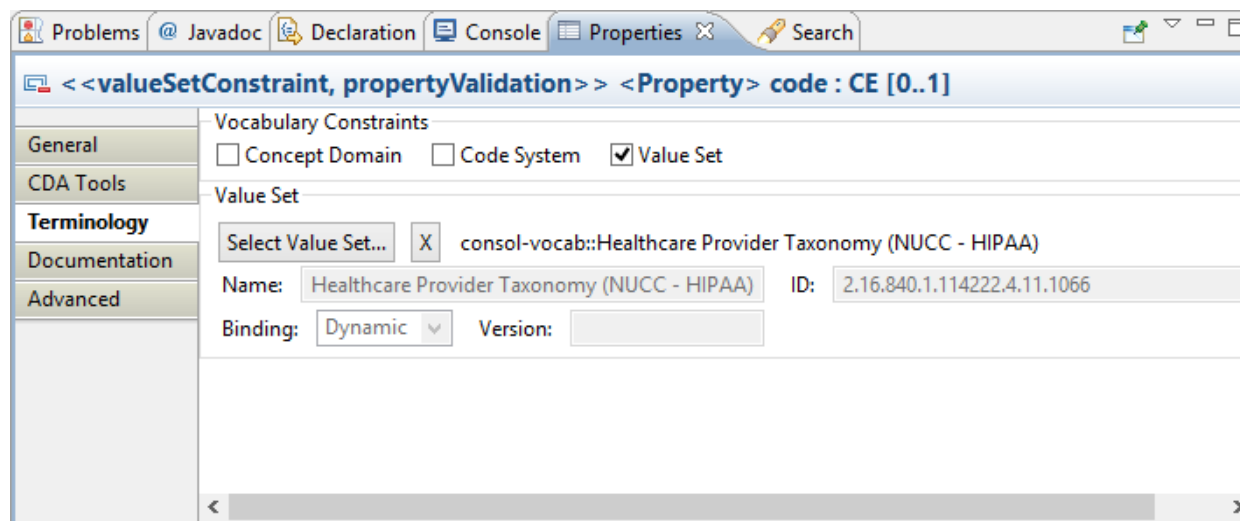 Problems @ Javadoc Declaration Console Properties Search
<<valueSetConstraint, propertyValidation>> <Property> code : CE [0..1]
General
CDA Tools
Terminology
Documentation
Advanced
Vocabulary Constraints
Concept Domain Code System Value Set
Value Set
Select Value Set... X consol-vocab::Healthcare Provider Taxonomy (NUCC - HIPAA)
Name: Healthcare Provider Taxonomy (NUCC - HIPAA) ID: 2.16.840.1.114222.4.11.1066
Binding: Dynamic Version: